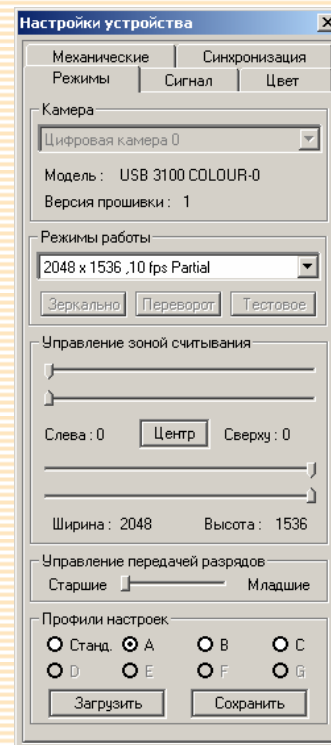 Настройки устройства
Механические Синхронизация
Режимы Сигнал Цвет
Камера
Цифровая камера 0
Модель : USB 3100 COLOUR-0
Версия прошивки : 1
Режимы работы
2048 x 1536 ,10 fps Partial
Зеркально Переворот Тестовое
Управление зоной считывания
Слева : 0 Центр Сверху : 0
Ширина : 2048 Высота : 1536
Управление передачей разрядов
Старшие Младшие
Профили настроек
Станд. A B C
D E F G
Загрузить Сохранить